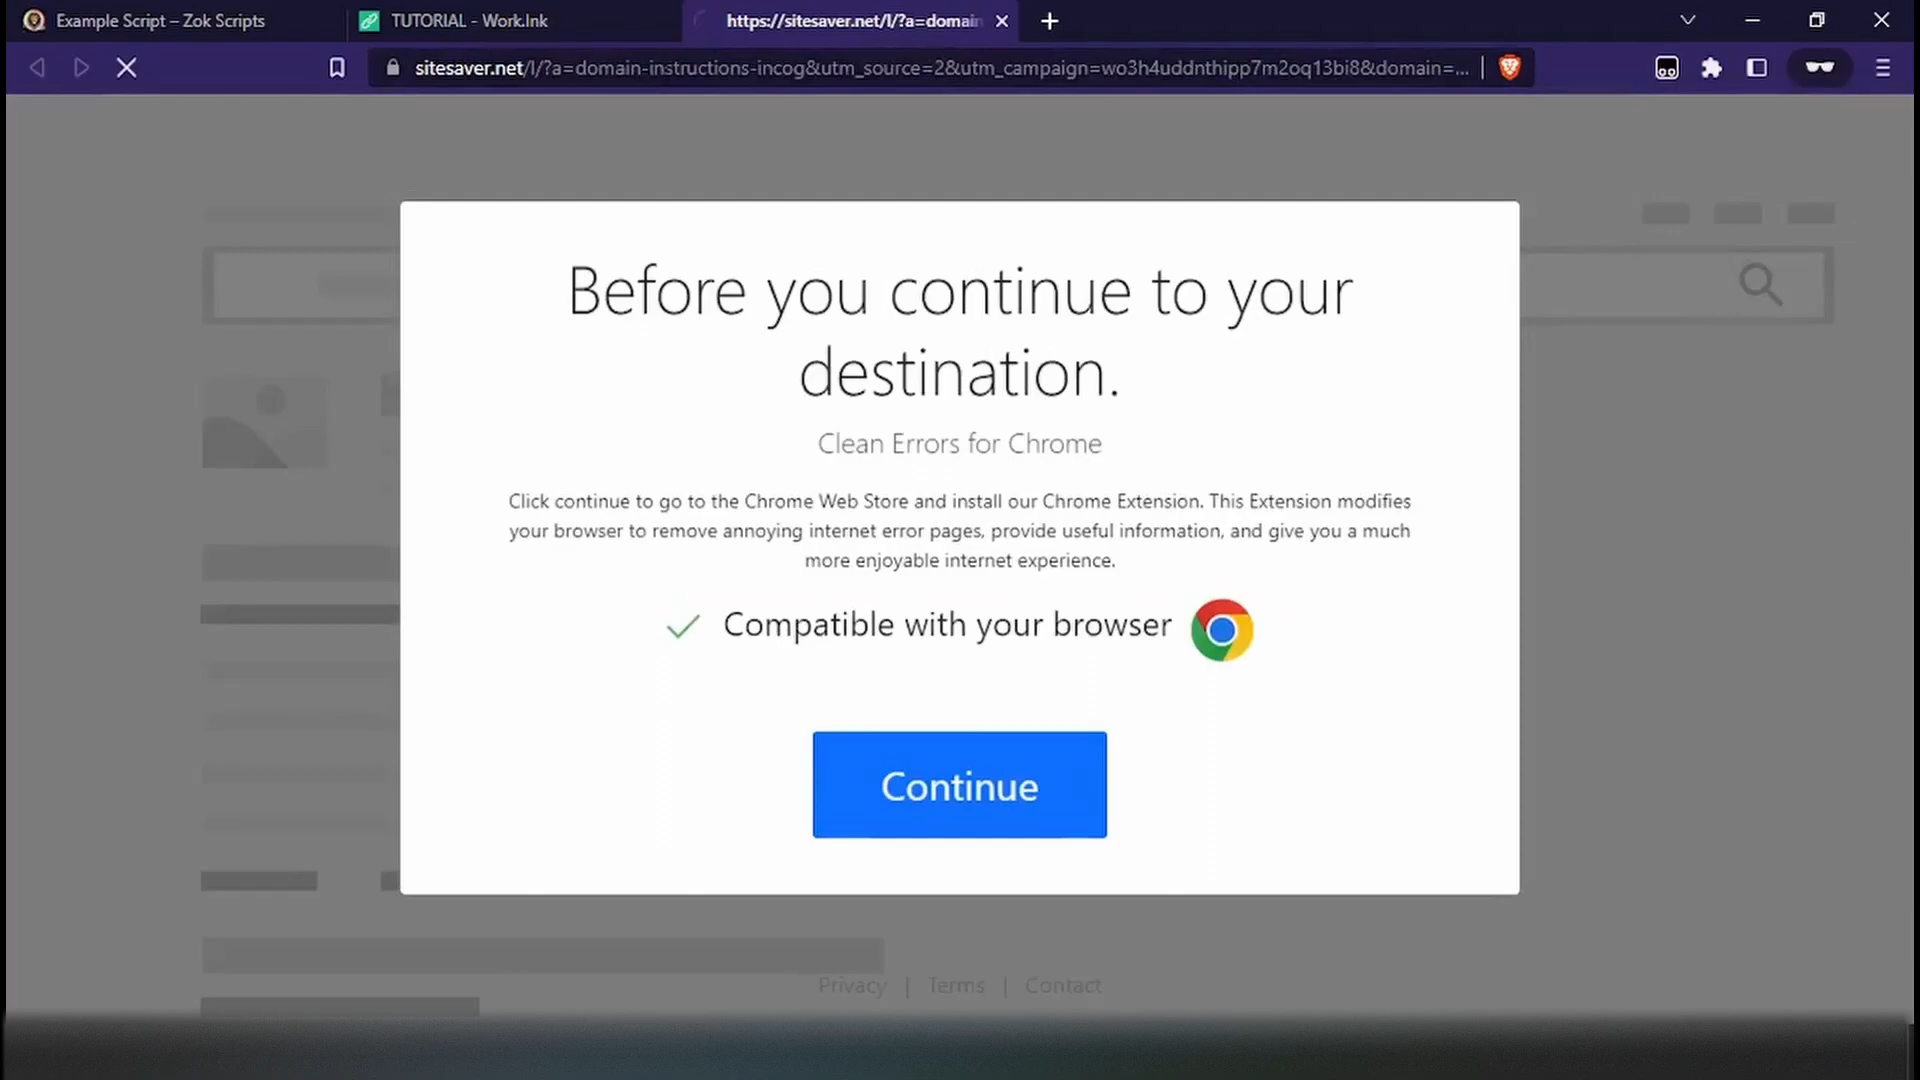 Example Script – Zok Scripts
TUTORIAL - Work.Ink
https://sitesaver.net/l/?a=domain
sitesaver.net/l/?a=domain-instructions-incog&utm_source=2&utm_campaign=wo3h4uddnthipp7m2oq13bi8&domain=...
Before you continue to your
destination.
Clean Errors for Chrome
Click continue to go to the Chrome Web Store and install our Chrome Extension. This Extension modifies
your browser to remove annoying internet error pages, provide useful information, and give you a much
more enjoyable internet experience.
Compatible with your browser
Continue
Privacy | Terms | Contact